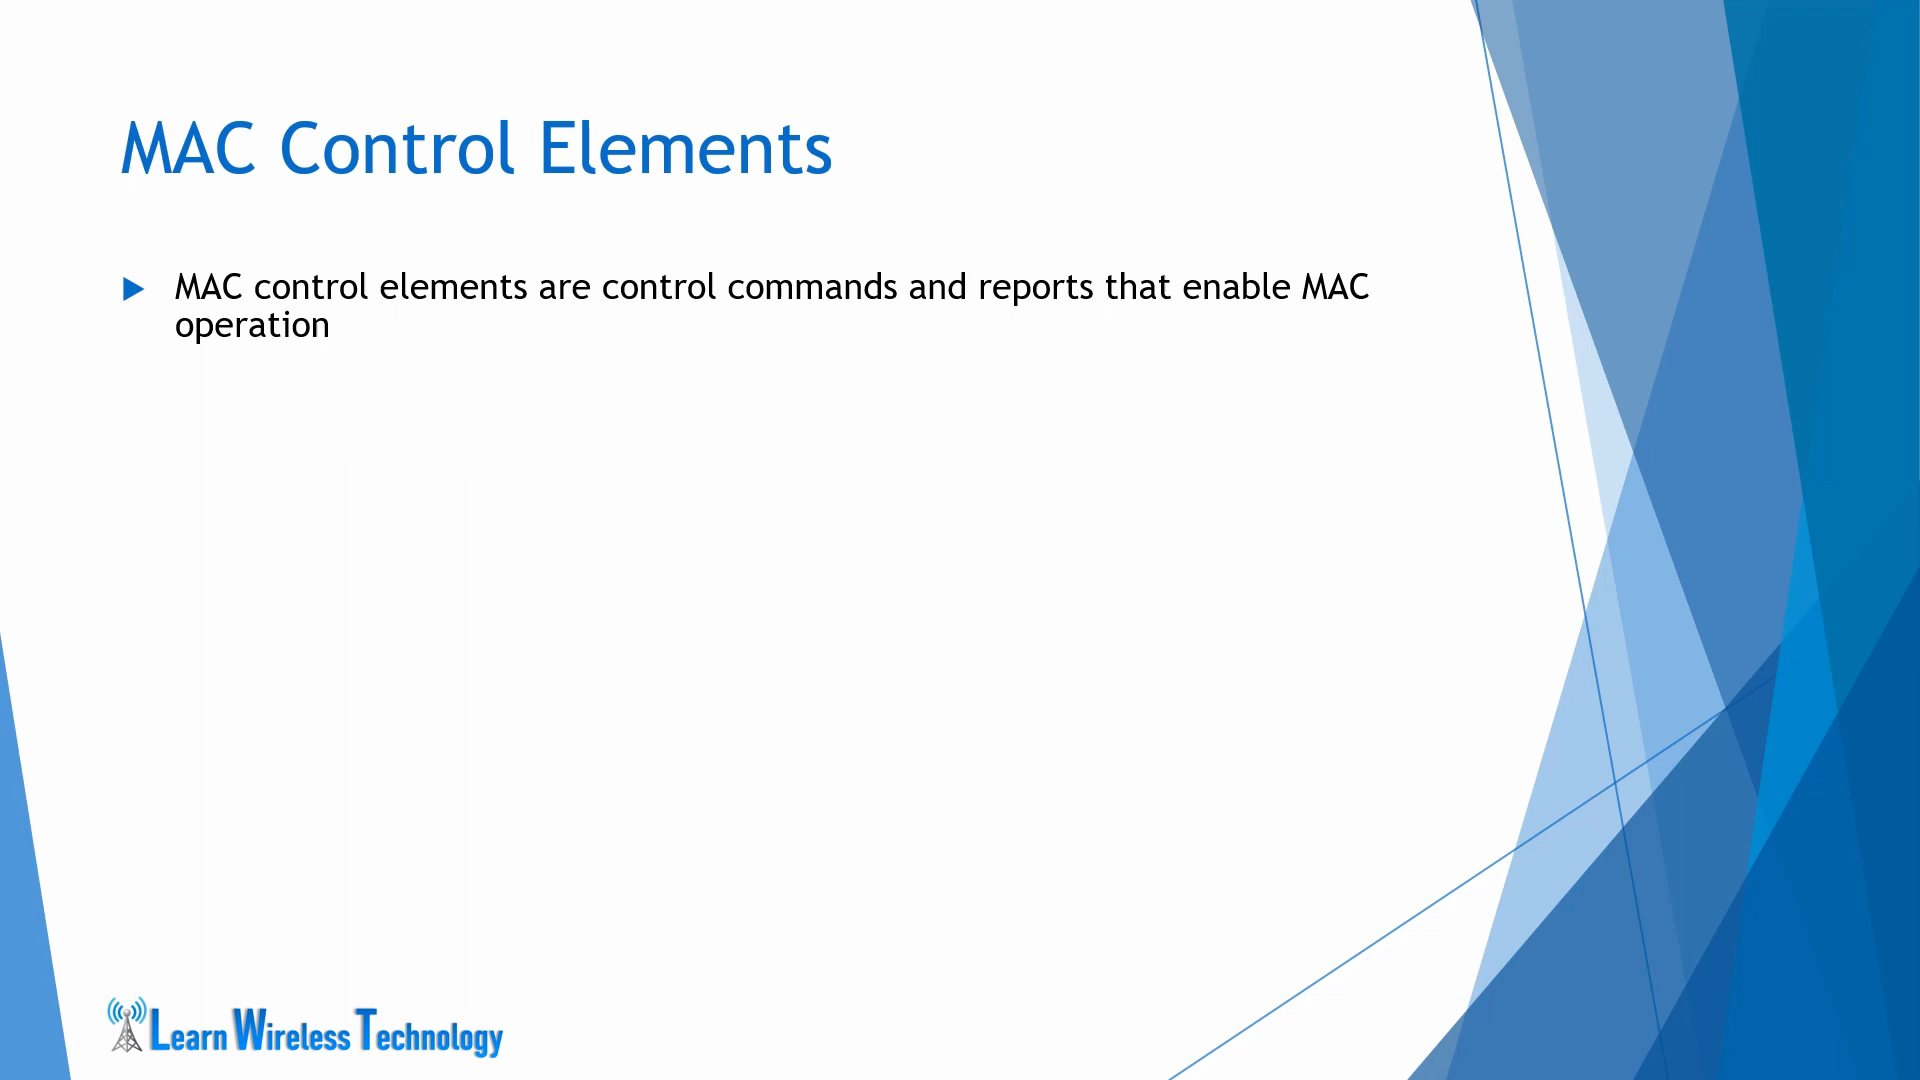 MAC Control Elements
MAC control elements are control commands and reports that enable MAC
operation
Learn Wireless Technology